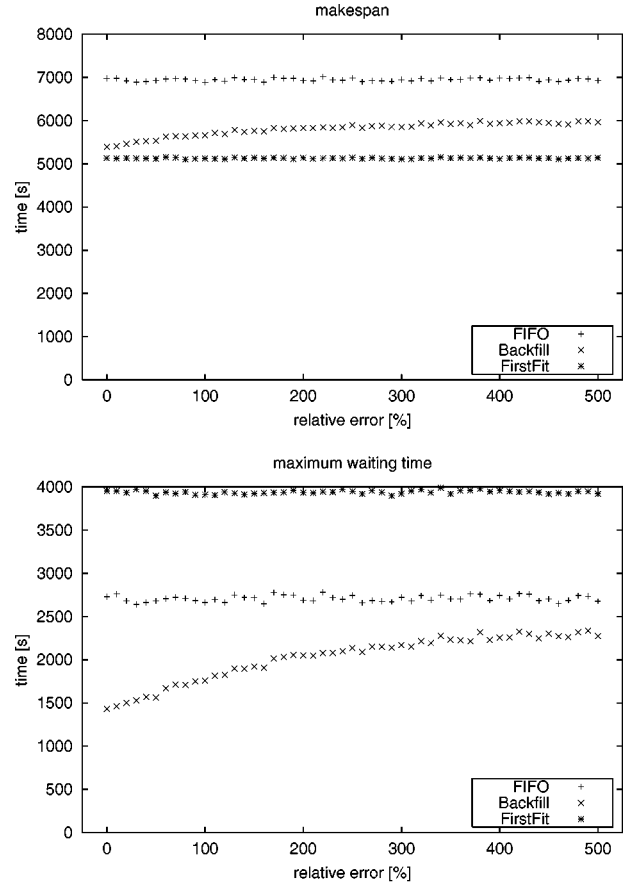 makespan
8000
7000
6000
5000
4000
3000
2000
1000
0
time [s]
FIFO
Backfill
FirstFit
0 100 200 300 400 500
relative error [%]
maximum waiting time
4000
3500
3000
2500
2000
1500
1000
500
0
time [s]
FIFO
Backfill
FirstFit
0 100 200 300 400 500
relative error [%]